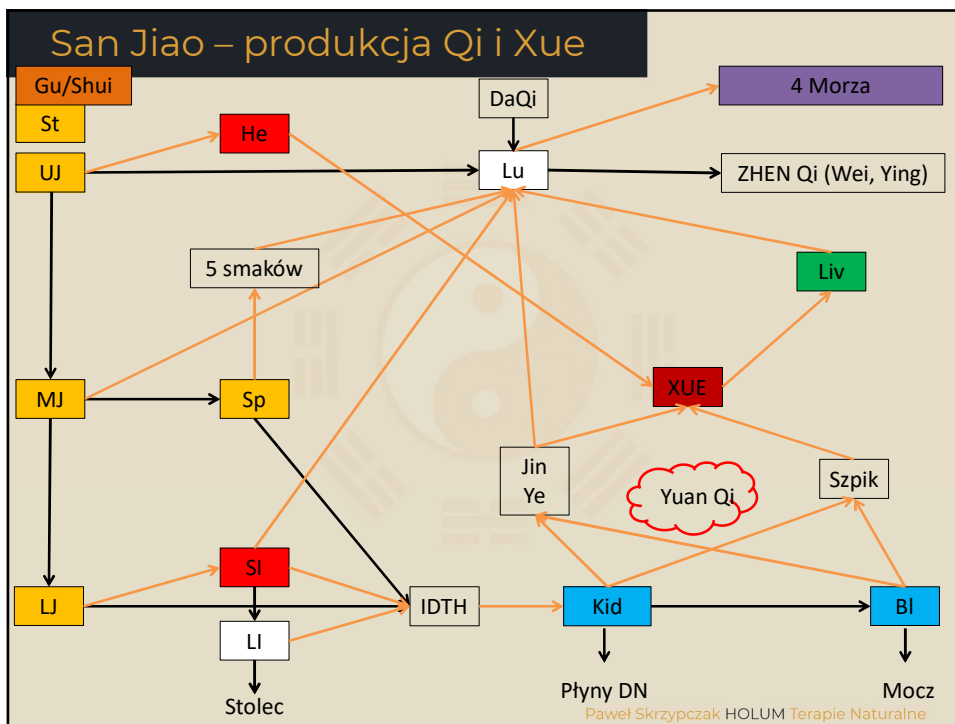 San Jiao – produkcja Qi i Xue
Gu/Shui
4 Morza
DaQi
St
He
UJ
Lu
ZHEN Qi (Wei, Ying)
5 smaków
Liv
MJ
Sp
XUE
Jin
Ye
Yuan Qi
Szpik
SI
LJ
IDTH
Kid
Bl
LI
Stolec
Płyny DN
Mocz
Paweł Skrzypczak HOLUM Terapie Naturalne